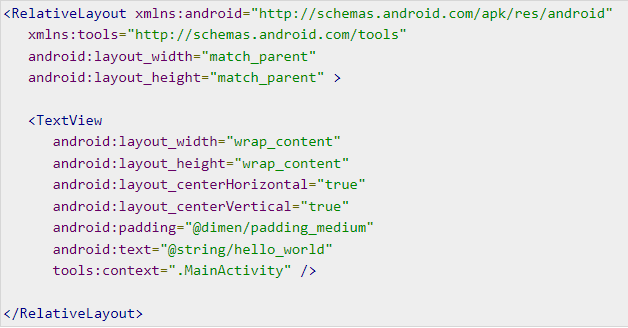 <RelativeLayout xmlns:android="http://schemas.android.com/apk/res/android"
xmlns:tools="http://schemas.android.com/tools"
android:layout_width="match_parent"
android:layout_height="match_parent" >
<TextView
android:layout_width="wrap_content"
android:layout_height="wrap_content"
android:layout_centerHorizontal="true"
android:layout_centerVertical="true"
android:padding="@dimen/padding_medium"
android:text="@string/hello_world"
tools:context=".MainActivity" />
</RelativeLayout>